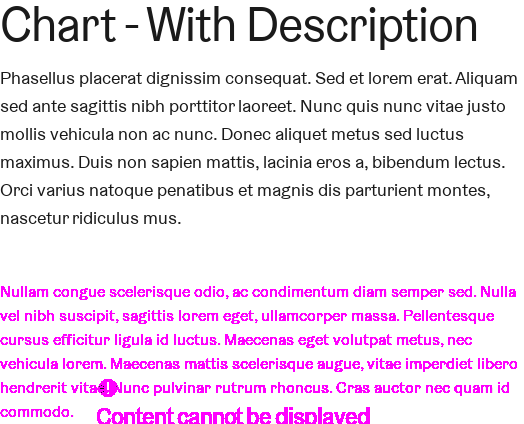 Chart - With Description
Phasellus placerat dignissim consequat. Sed et lorem erat. Aliquam
sed ante sagittis nibh porttitor laoreet. Nunc quis nunc vitae justo
mollis vehicula non ac nunc. Donec aliquet metus sed luctus
maximus. Duis non sapien mattis, lacinia eros a, bibendum lectus.
Orci varius natoque penatibus et magnis dis parturient montes,
nascetur ridiculus mus.
Nullam congue scelerisque odio, ac condimentum diam semper sed. Nulla
vel nibh suscipit, sagittis lorem eget, ullamcorper massa. Pellentesque
cursus efficitur ligula id luctus. Maecenas eget volutpat metus, nec
vehicula lorem. Maecenas mattis scelerisque augue, vitae imperdiet libero
hendrerit vitae. Nunc pulvinar rutrum rhoncus. Cras auctor nec quam id
commodo.
Content cannot be displayed